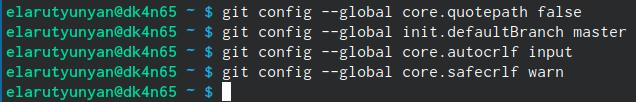 elarutyunyan@dk4n65 ~ $ git config --global core.quotepath false
elarutyunyan@dk4n65 ~ $ git config --global init.defaultBranch master
elarutyunyan@dk4n65 ~ $ git config --global core.autocrlf input
elarutyunyan@dk4n65 ~ $ git config --global core.safecrlf warn
elarutyunyan@dk4n65 ~ $